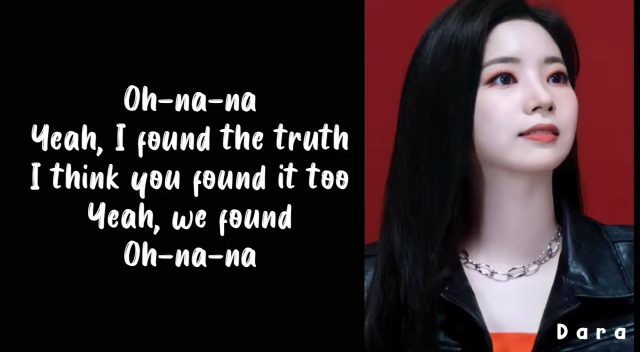 Oh-na-na
Yeah, I found the truth
I think you found it too
Yeah, we found
Oh-na-na
Dara